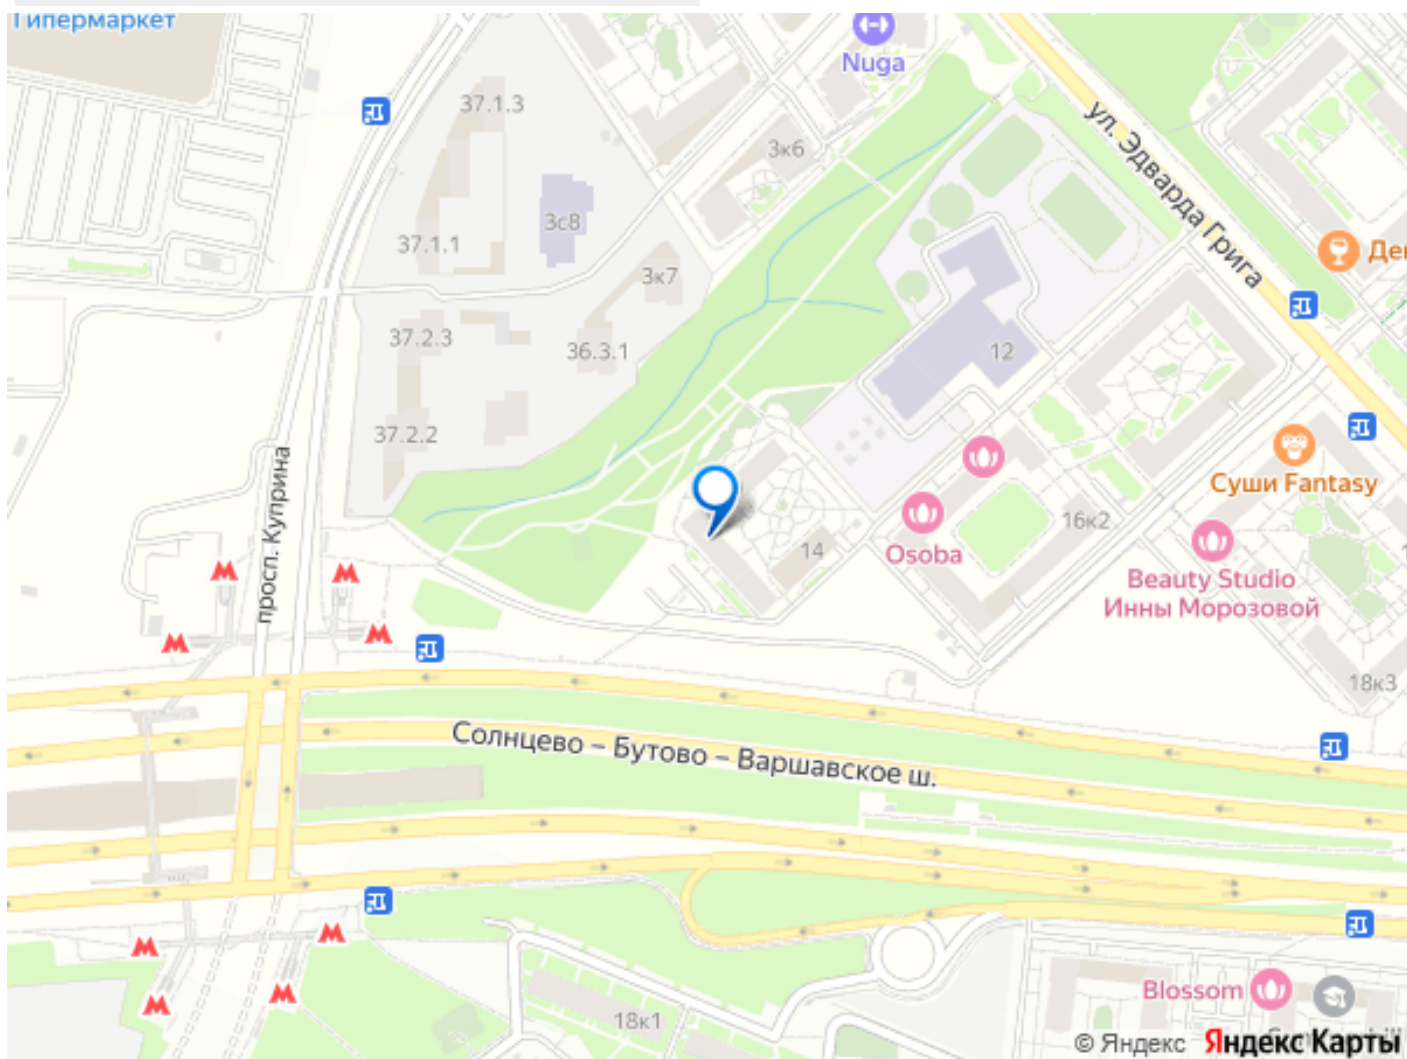 Гипермаркет
Nuga
37.1.3
ул. Эдварда Грига
3к6
3с8
37.1.1
3к7
37.2.3
36.3.1
12
37.2.2
просп. Куприна
Суши Fantasy
16к2
14
Osoba
Beauty Studio
Инны Морозовой
18к3
Солнцево – Бутово – Варшавское ш.
Blossom
18к1
© Яндекс Яндекс Карты